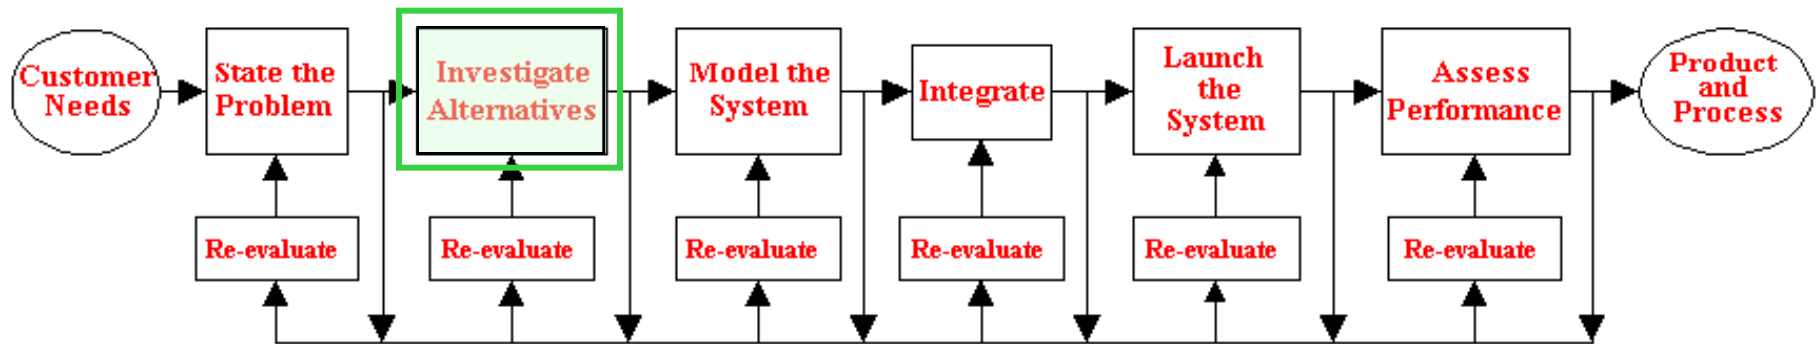 Customer
Needs
State the
Problem
Investigate
Alternatives
Model the
System
Integrate
Launch
the
System
Assess
Performance
Product
and
Process
Re-evaluate
Re-evaluate
Re-evaluate
Re-evaluate
Re-evaluate
Re-evaluate